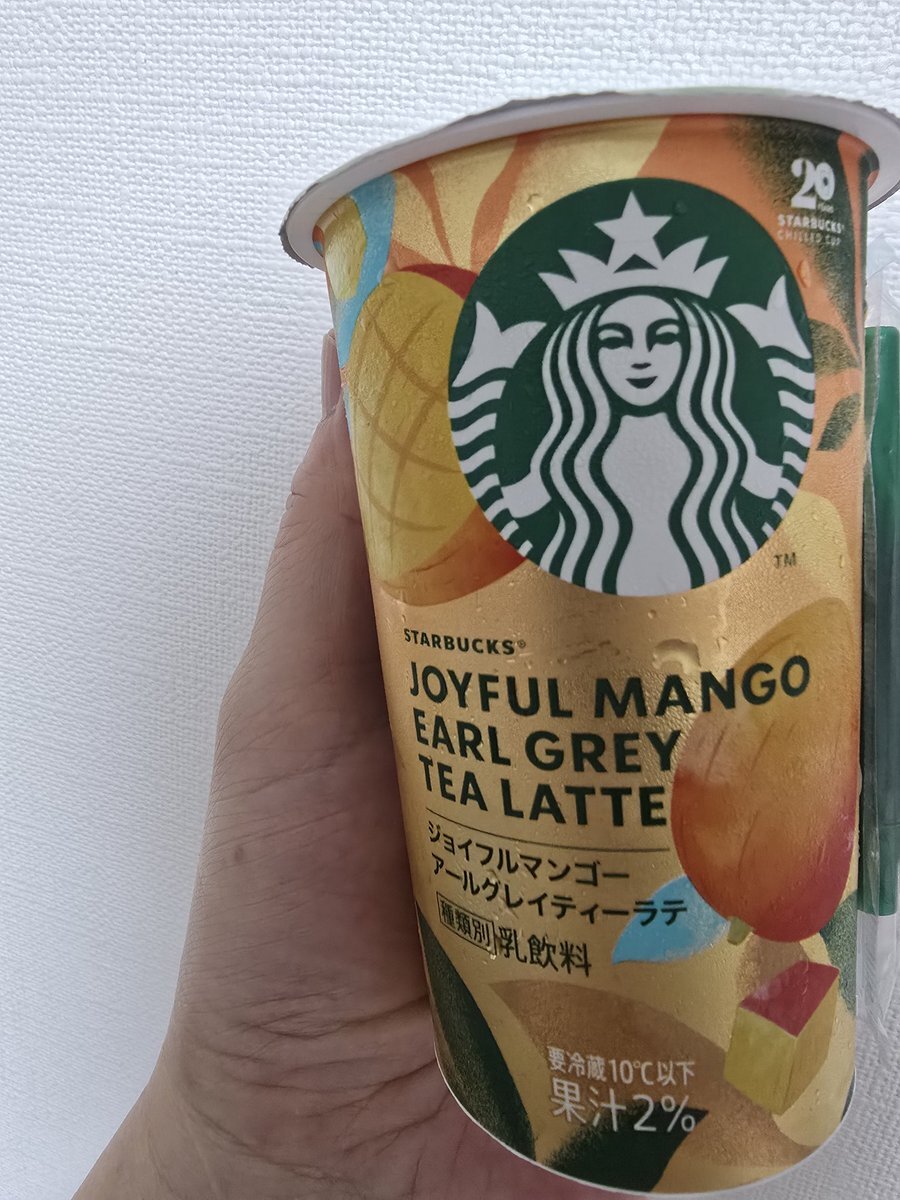 20
YEARS
STARBUCKS®
CHILLED CUP
TM
STARBUCKS®
JOYFUL MANGO
EARL GREY
TEA LATTE
ジョイフルマンゴー
アールグレイティーラテ
種類別 乳飲料
要冷蔵10℃以下
果汁2%